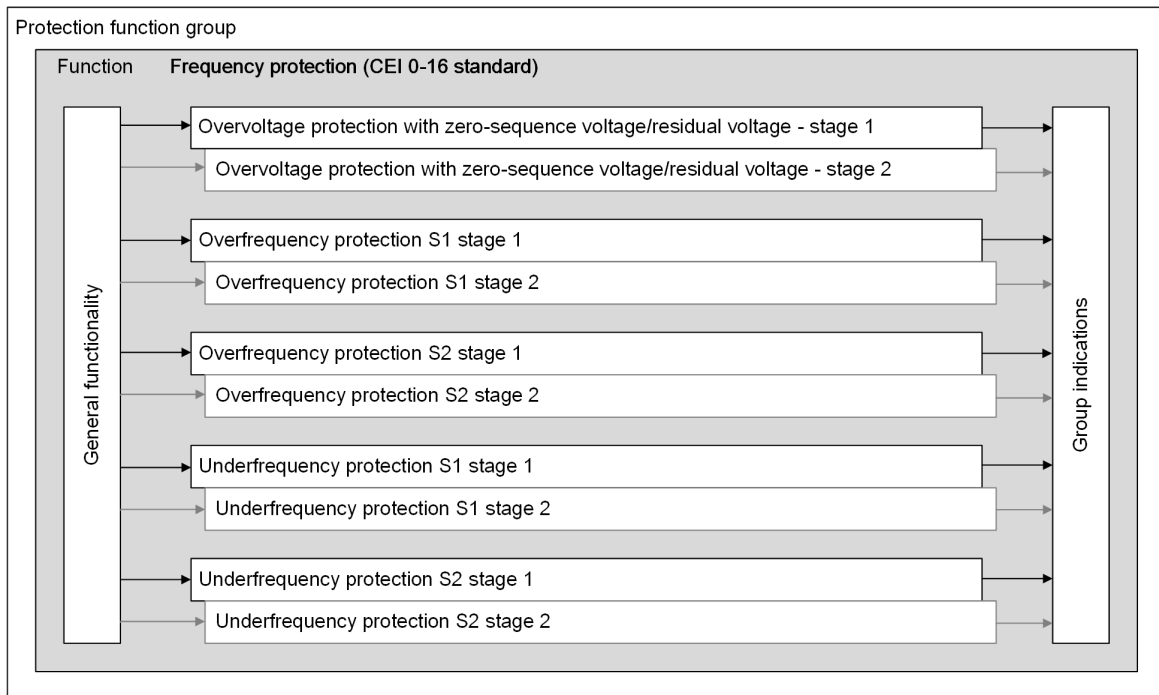 Protection function group
Function Frequency protection (CEI 0-16 standard)
General functionality
Overvoltage protection with zero-sequence voltage/residual voltage - stage 1
Overvoltage protection with zero-sequence voltage/residual voltage - stage 2
Overfrequency protection S1 stage 1
Overfrequency protection S1 stage 2
Overfrequency protection S2 stage 1
Overfrequency protection S2 stage 2
Underfrequency protection S1 stage 1
Underfrequency protection S1 stage 2
Underfrequency protection S2 stage 1
Underfrequency protection S2 stage 2
Group indications